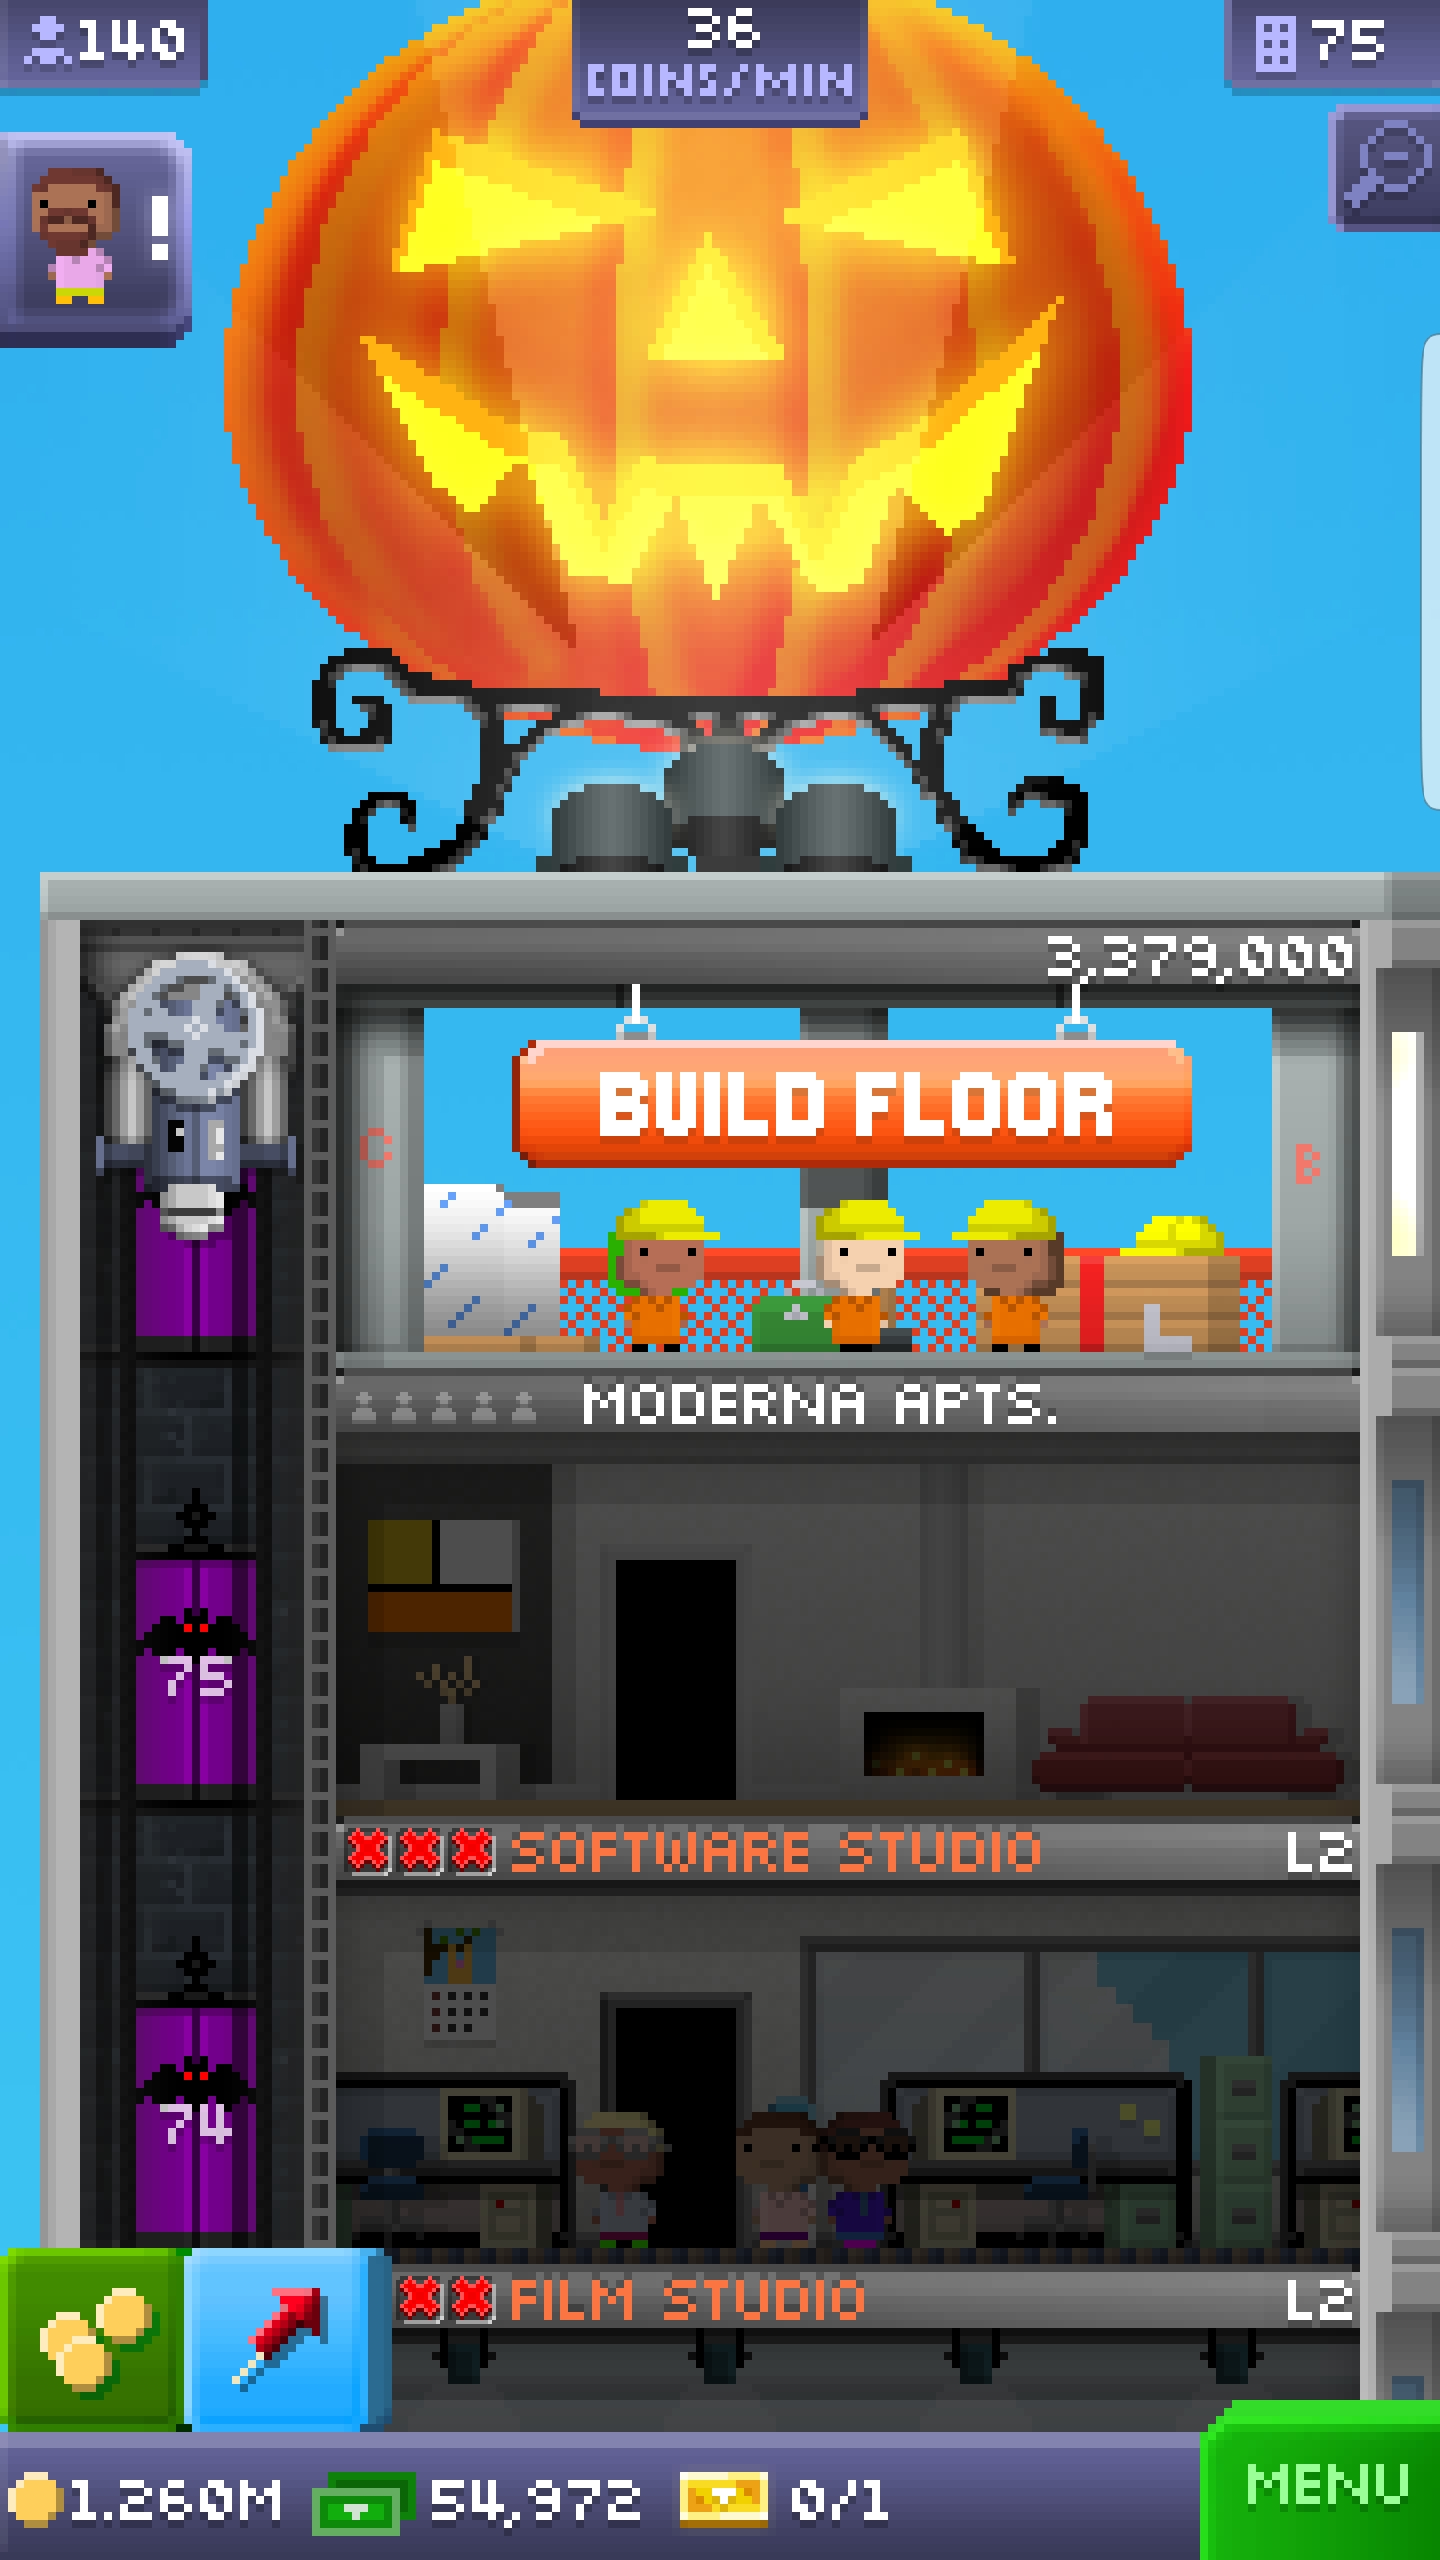 140
36
COINS/MIN
75
!
3,379,000
BUILD FLOOR
C
B
L
MODERNA APTS.
75
SOFTWARE STUDIO L2
74
FILM STUDIO L2
1.260M 54,972 0/1
MENU